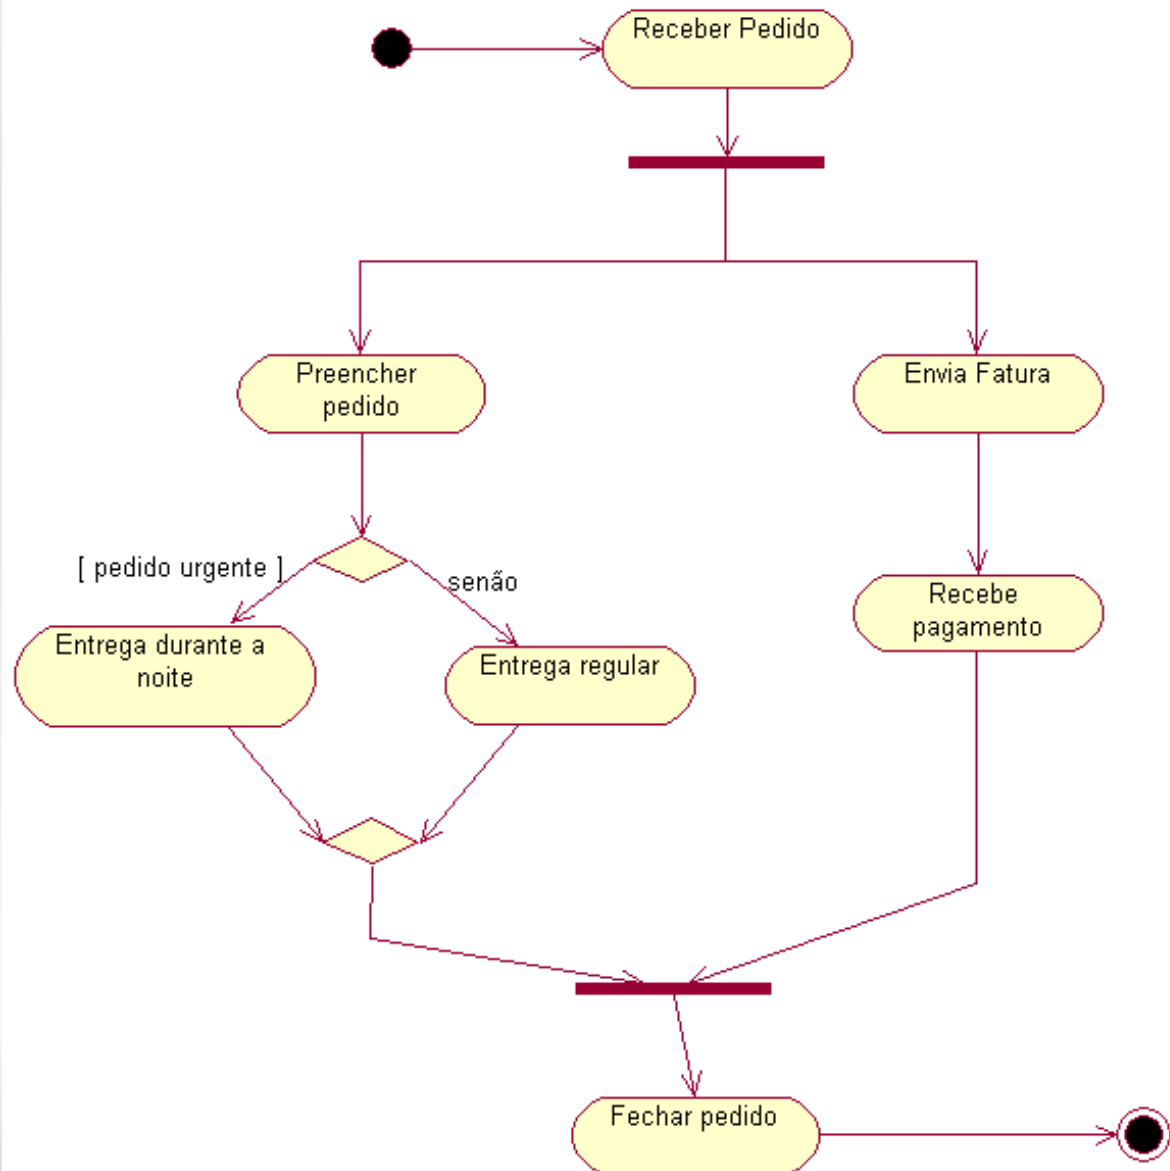 Receber Pedido
Preencher
pedido
Envia Fatura
[ pedido urgente ]
senão
Recebe
pagamento
Entrega durante a
noite
Entrega regular
Fechar pedido